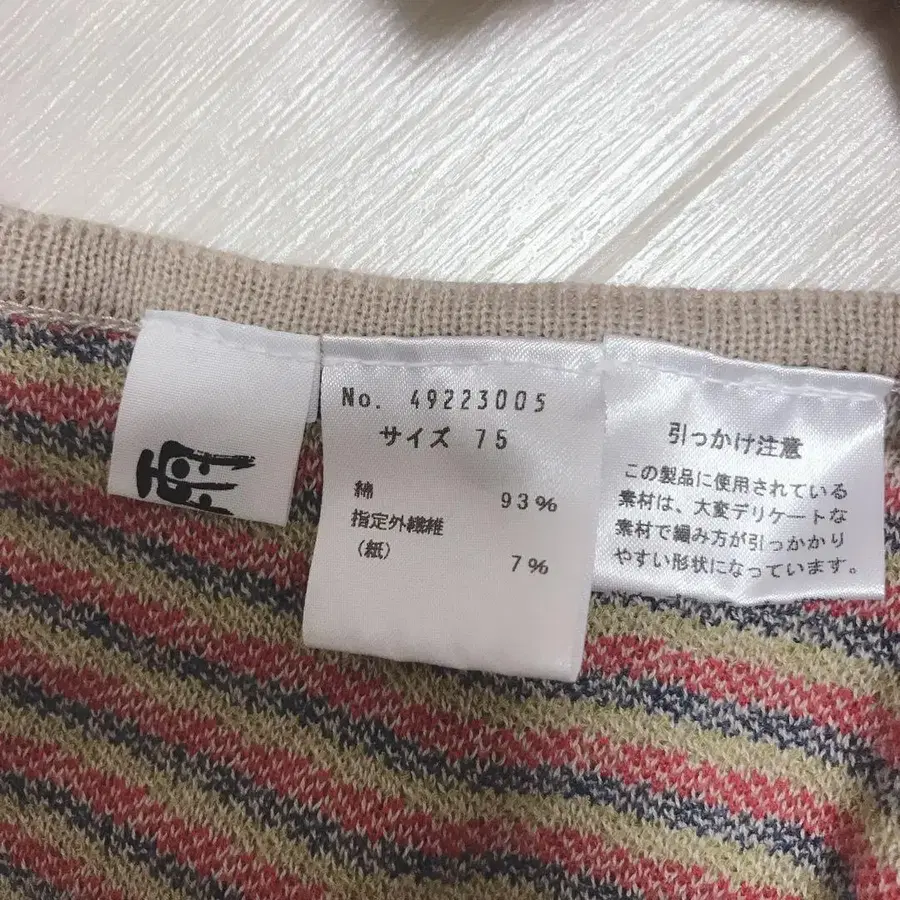 No. 49223005
サイズ 75
綿 93%
指定外繊維
(紙) 7%
引っかけ注意
この製品に使用されている
素材は、大変デリケートな
素材で編み方が引っかかり
やすい形状になっています。